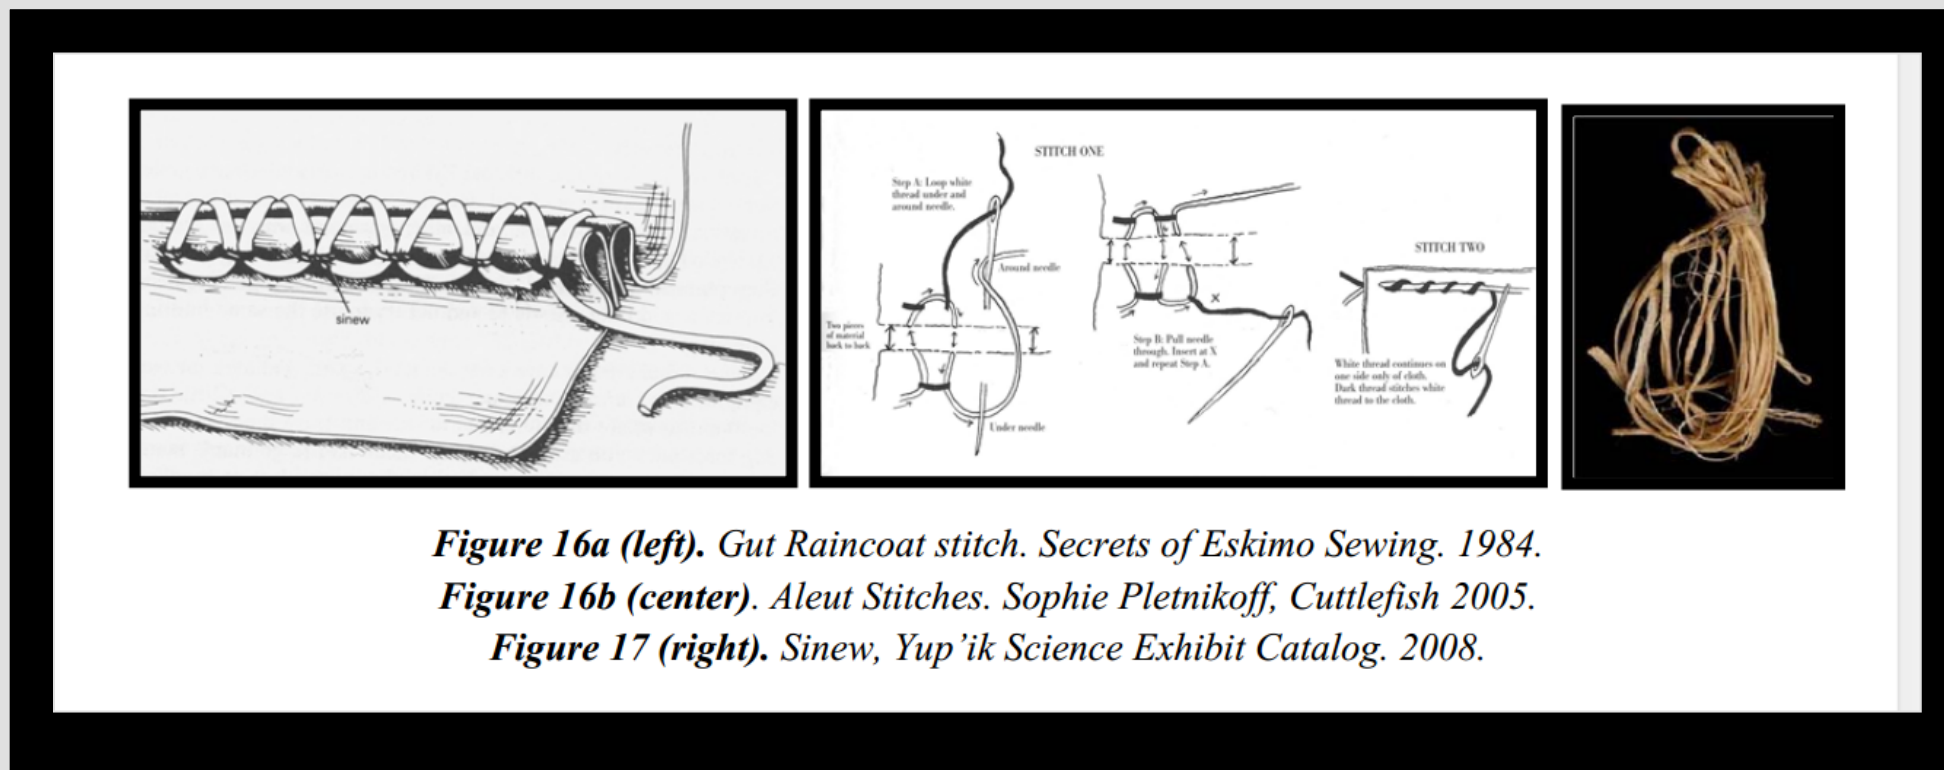 sinew
STITCH ONE
Step A: Loop white
thread under and
around needle.
Around needle
Two pieces
of material
back to back
Under needle
Step B: Pull needle
through. Insert at X
and repeat Step A.
X
STITCH TWO
White thread continues on
one side only of cloth.
Dark thread stitches white
thread to the cloth.
Figure 16a (left). Gut Raincoat stitch. Secrets of Eskimo Sewing. 1984.
Figure 16b (center). Aleut Stitches. Sophie Pletnikoff, Cuttlefish 2005.
Figure 17 (right). Sinew, Yup’ik Science Exhibit Catalog. 2008.